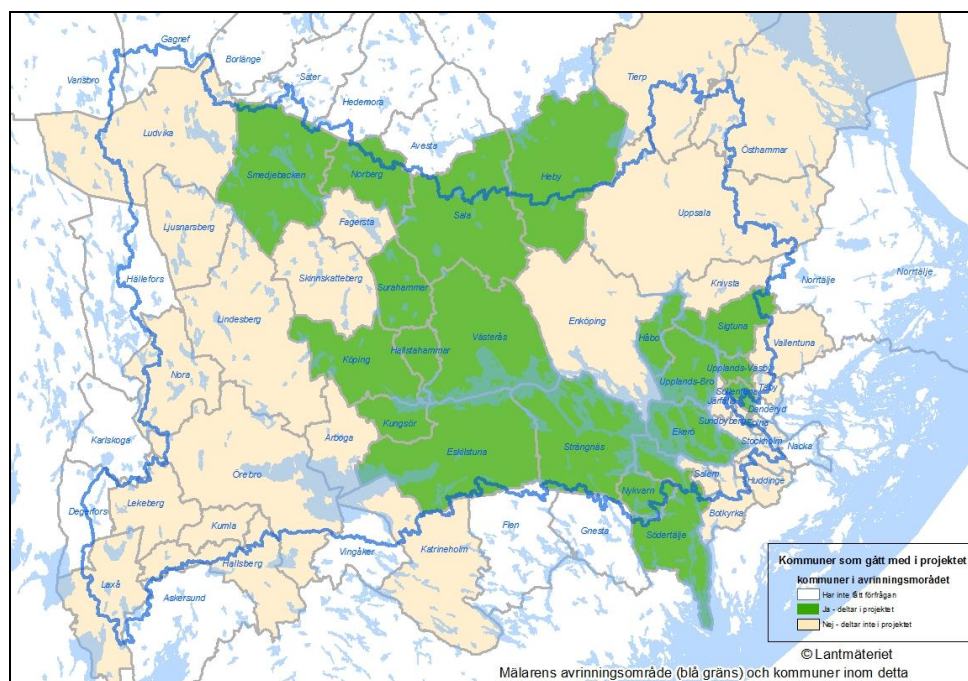 Gagnef
Borlänge
Vansbro
Säter
Hedemora
Tierp
Ludvika
Avesta
Östhammar
Smedjebacken
Norberg
Heby
Uppsala
Sala
Fagersta
Ljusnarsberg
Skinnskatteberg
Hällefors
Surahammar
Knivsta
Norrtälje
Norrtälje
Lindesberg
Enköping
Västerås
Håbo
Sigtuna
Vallentuna
Hallstahammar
Köping
Nora
Upplands-Väsby
Upplands-Bro
Sollentuna
Täby
Järfälla
Danderyd
Sundbyberg
Solna
Kungsör
Arboga
Ekerö
Stockholm
Nacka
Karlskoga
Eskilstuna
Strängnäs
Örebro
Salem
Huddinge
Nykvarn
Degerfors
Lekeberg
Botkyrka
Kumla
Flen
Gnesta
Södertälje
Vingåker
Katrineholm
Hallsberg
Laxå
Askersund
Kommuner som gått med i projektet
kommuner i avrinningsmörådet
Har inte fått förfrågan
Ja - deltar i projektet
Nej - deltar inte i projektet
© Lantmäteriet
Mälarens avrinningsområde (blå gräns) och kommuner inom detta